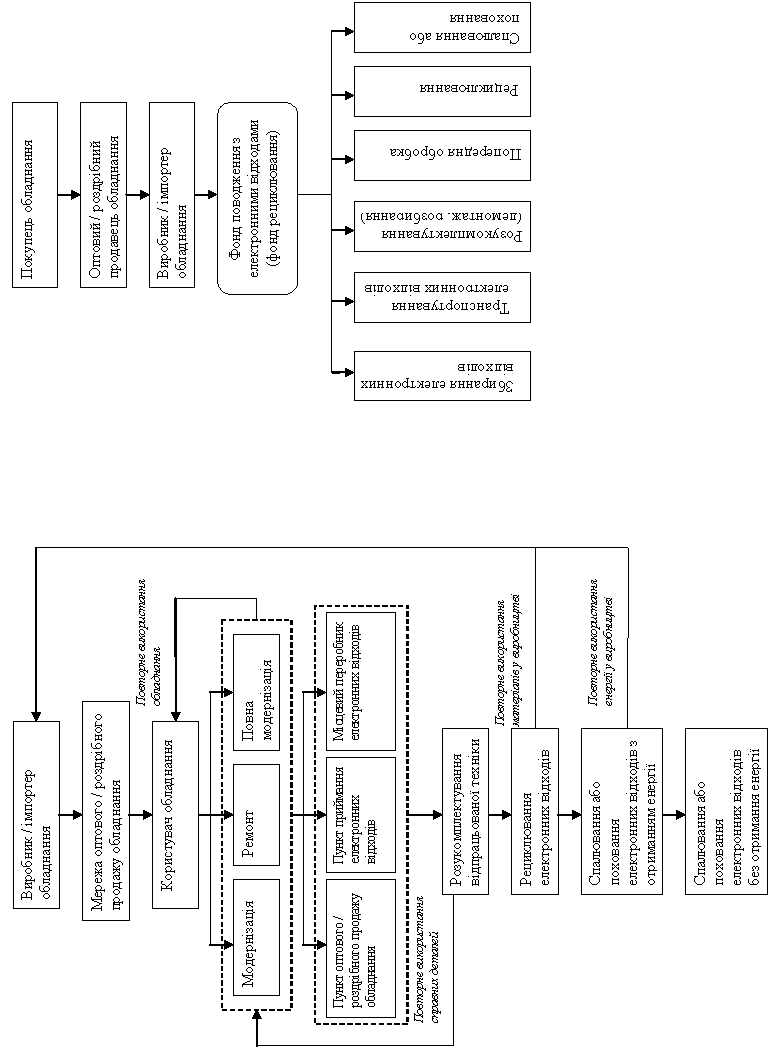 Виробник / імпортер
обладнання
Мережа оптового / роздрібного
продажу обладнання
Користувач обладнання
Повторне використання
обладнання
Модернізація
Ремонт
Повна
модернізація
Пункт оптового /
роздрібного продажу
обладнання
Пункт приймання
електронних
відходів
Місцевий переробник
електронних відходів
Повторне використання
справних деталей
Розукомплектування
відпрацьованої техніки
Повторне використання
матеріалів у виробництві
Рециклювання
електронних відходів
Повторне використання
енергії у виробництві
Спалювання або
поховання
електронних відходів з
отриманням енергії
Спалювання або
поховання
електронних відходів
без отримання енергії
Покупець обладнання
Оптовий / роздрібний
продавець обладнання
Виробник / імпортер
обладнання
Фонд поводження з
електронними відходами
(фонд рециклювання)
Збирання електронних
відходів
Транспортування
електронних відходів
Розукомплектування
(демонтаж. розбирання)
Попередня обробка
Рециклювання
Спалювання або
поховання